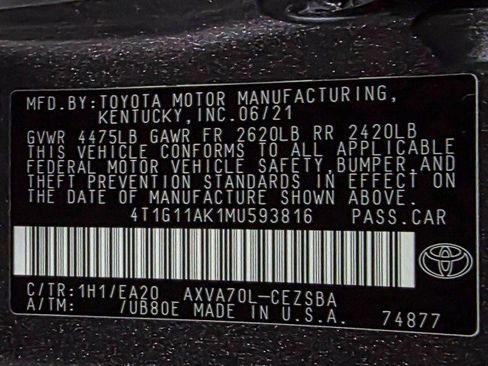 MFD.BY:TOYOTA MOTOR MANUFACTURING,
KENTUCKY,INC.06/21
GVWR 4475LB GAWR FR 2620LB RR 2420LB
THIS VEHICLE CONFORMS TO ALL APPLICABLE
FEDERAL MOTOR VEHICLE SAFETY,BUMPER,AND
THEFT PREVENTION STANDARDS IN EFFECT ON
THE DATE OF MANUFACTURE SHOWN ABOVE.
4T1G11AK1MU593816 PASS.CAR
C/TR:1H1/EA20 AXVA70L-CEZSBA
A/TM: /UB80E MADE IN U.S.A. 74877